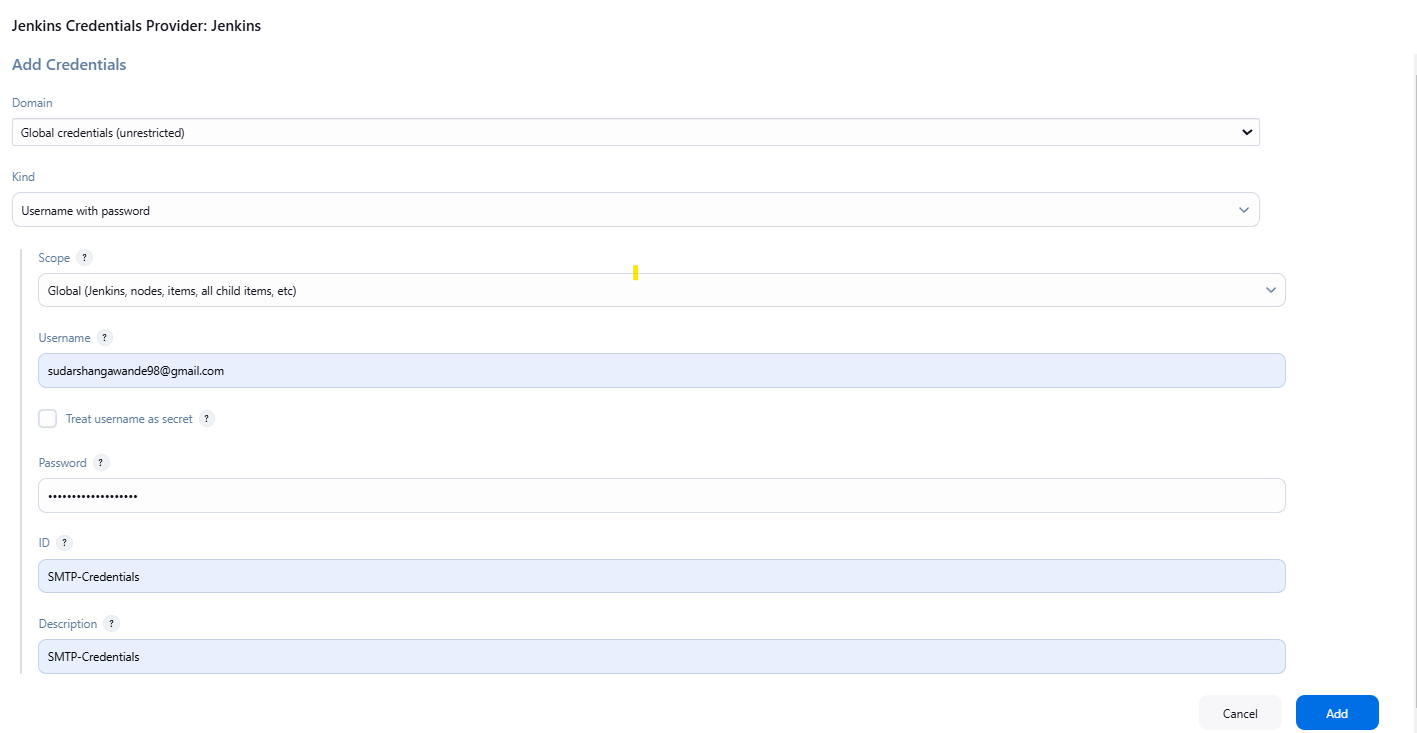 Jenkins Credentials Provider: Jenkins
Add Credentials
Domain
Global credentials (unrestricted)
Kind
Username with password
Scope ?
Global (Jenkins, nodes, items, all child items, etc)
Username ?
sudarshangawande98@gmail.com
Treat username as secret ?
Password ?
•••••••••••••••••••
ID ?
SMTP-Credentials
Description ?
SMTP-Credentials
Cancel Add